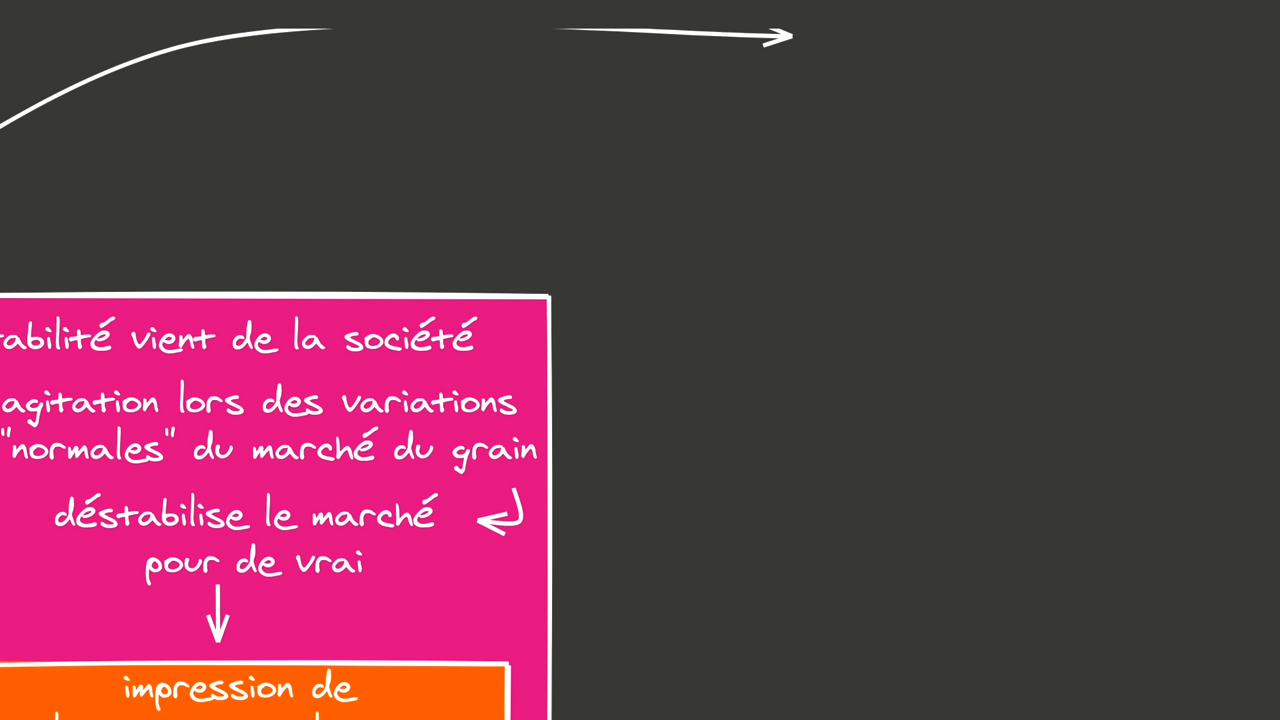 tabilité vient de la société
agitation lors des variations
"normales" du marché du grain
déstabilise le marché
pour de vrai
impression de